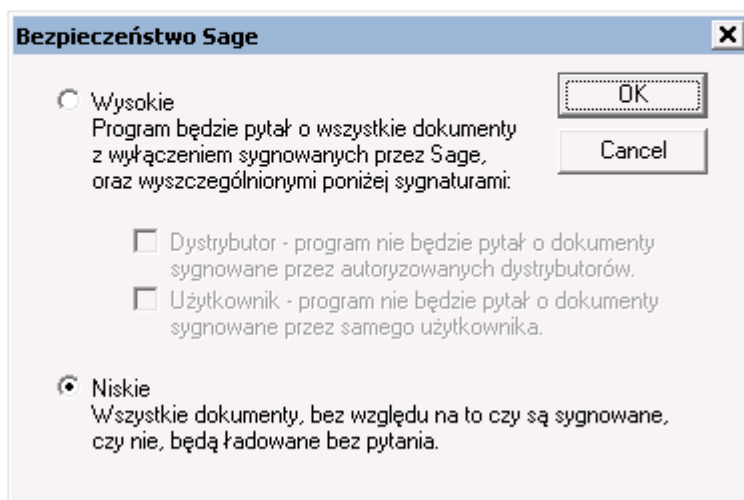 Bezpieczeństwo Sage
Wysokie
OK
Program będzie pytał o wszystkie dokumenty
z wyłączeniem sygnowanych przez Sage,
Cancel
oraz wyszczególnionymi poniżej sygnaturami:
Dystrybutor - program nie będzie pytał o dokumenty
sygnowane przez autoryzowanych dystrybutorów.
Użytkownik - program nie będzie pytał o dokumenty
sygnowane przez samego użytkownika.
Niskie
Wszystkie dokumenty, bez względu na to czy są sygnowane,
czy nie, będą ładowane bez pytania.